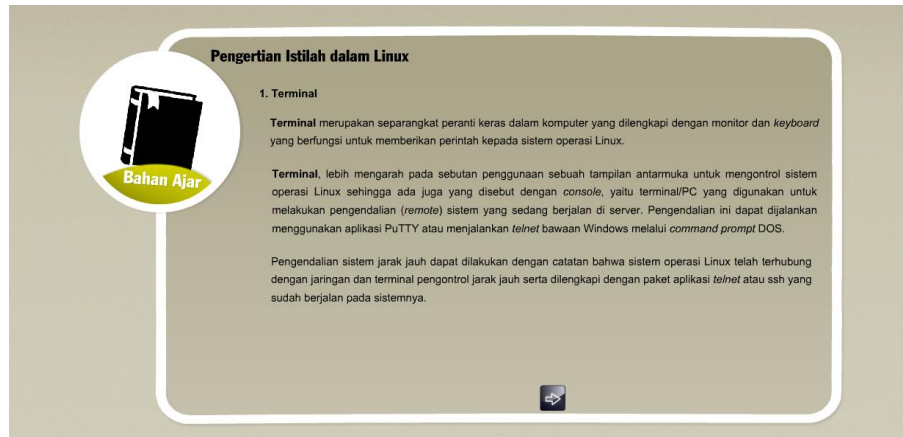 Pengertian Istilah dalam Linux
1. Terminal
Terminal merupakan separangkat peranti keras dalam komputer yang dilengkapi dengan monitor dan keyboard
yang berfungsi untuk memberikan perintah kepada sistem operasi Linux.
Terminal, lebih mengarah pada sebutan penggunaan sebuah tampilan antarmuka untuk mengontrol sistem
operasi Linux sehingga ada juga yang disebut dengan console, yaitu terminal/PC yang digunakan untuk
melakukan pengendalian (remote) sistem yang sedang berjalan di server. Pengendalian ini dapat dijalankan
menggunakan aplikasi PuTTY atau menjalankan telnet bawaan Windows melalui command prompt DOS.
Pengendalian sistem jarak jauh dapat dilakukan dengan catatan bahwa sistem operasi Linux telah terhubung
dengan jaringan dan terminal pengontrol jarak jauh serta dilengkapi dengan paket aplikasi telnet atau ssh yang
sudah berjalan pada sistemnya.
Bahan Ajar